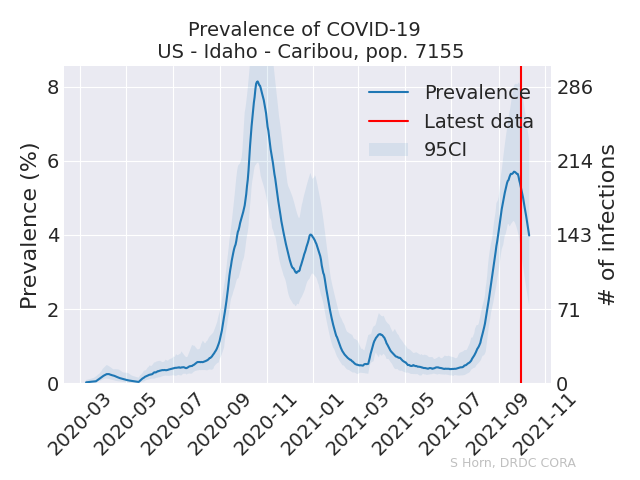 Prevalence of COVID-19
US - Idaho - Caribou, pop. 7155
Prevalence
Latest data
95CI
Prevalence (%)
8
6
4
2
0
286
214
143
71
0
# of infections
2020-03
2020-05
2020-07
2020-09
2020-11
2021-01
2021-03
2021-05
2021-07
2021-09
2021-11
S Horn, DRDC CORA